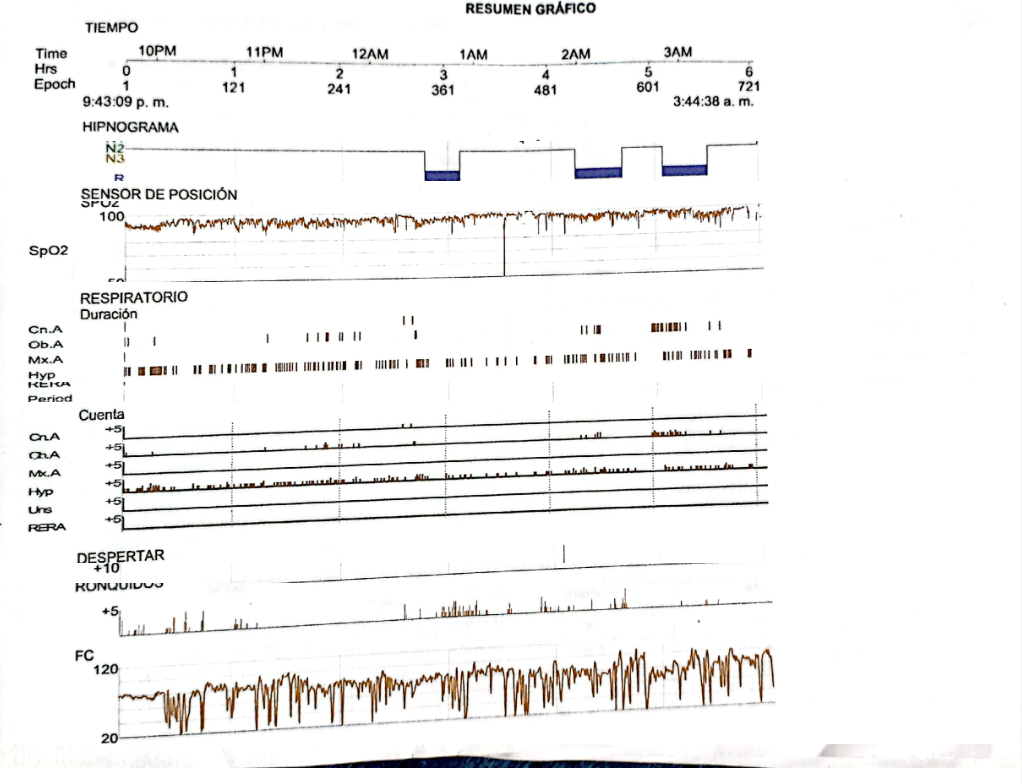 RESUMEN GRÁFICO
TIEMPO
Time 10PM 11PM 12AM 1AM 2AM 3AM
Hrs 0 1 2 3 4 5 6
Epoch 1 121 241 361 481 601 721
9:43:09 p. m. 3:44:38 a. m.
HIPNOGRAMA
N2
N3
R
SENSOR DE POSICIÓN
SPO2
100
SpO2
50
RESPIRATORIO
Duración
Cn.A
Ob.A
Mx.A
Hyp
RERA
Period
Cuenta
Cn.A +5
Ob.A +5
Mx.A +5
Hyp +5
Uns +5
RERA +5
DESPERTAR
+10
RONQUIDOS
+5
FC
120
20